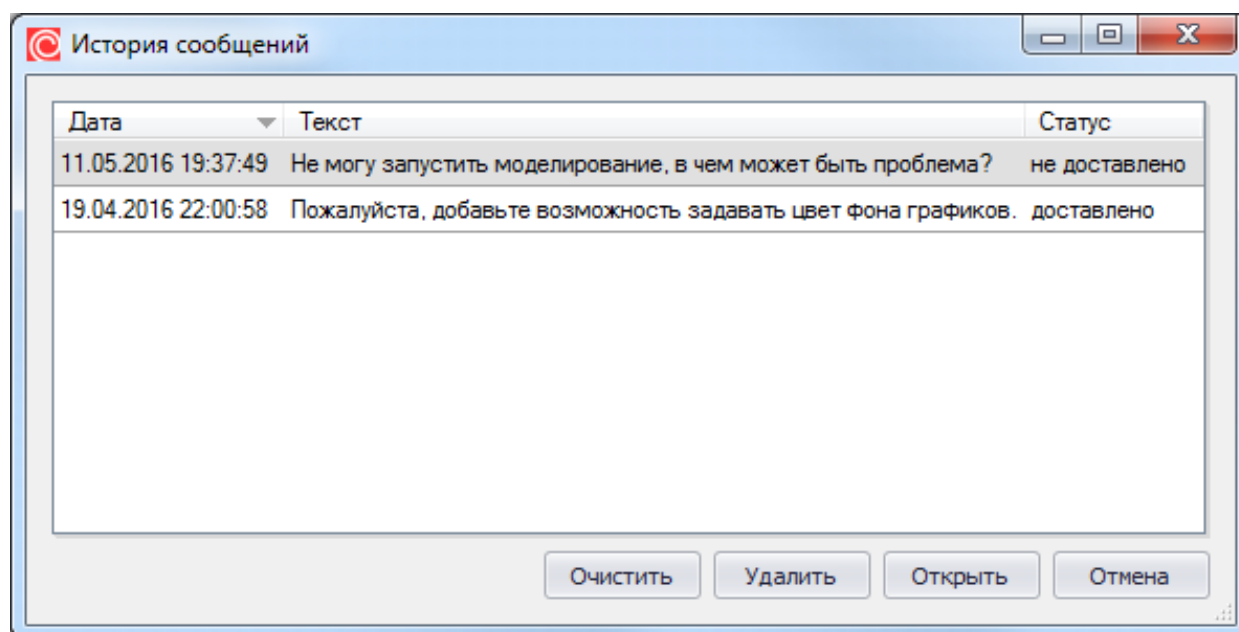 История сообщений
Дата Текст Статус
11.05.2016 19:37:49 Не могу запустить моделирование, в чем может быть проблема? не доставлено
19.04.2016 22:00:58 Пожалуйста, добавьте возможность задавать цвет фона графиков. доставлено
Очистить Удалить Открыть Отмена